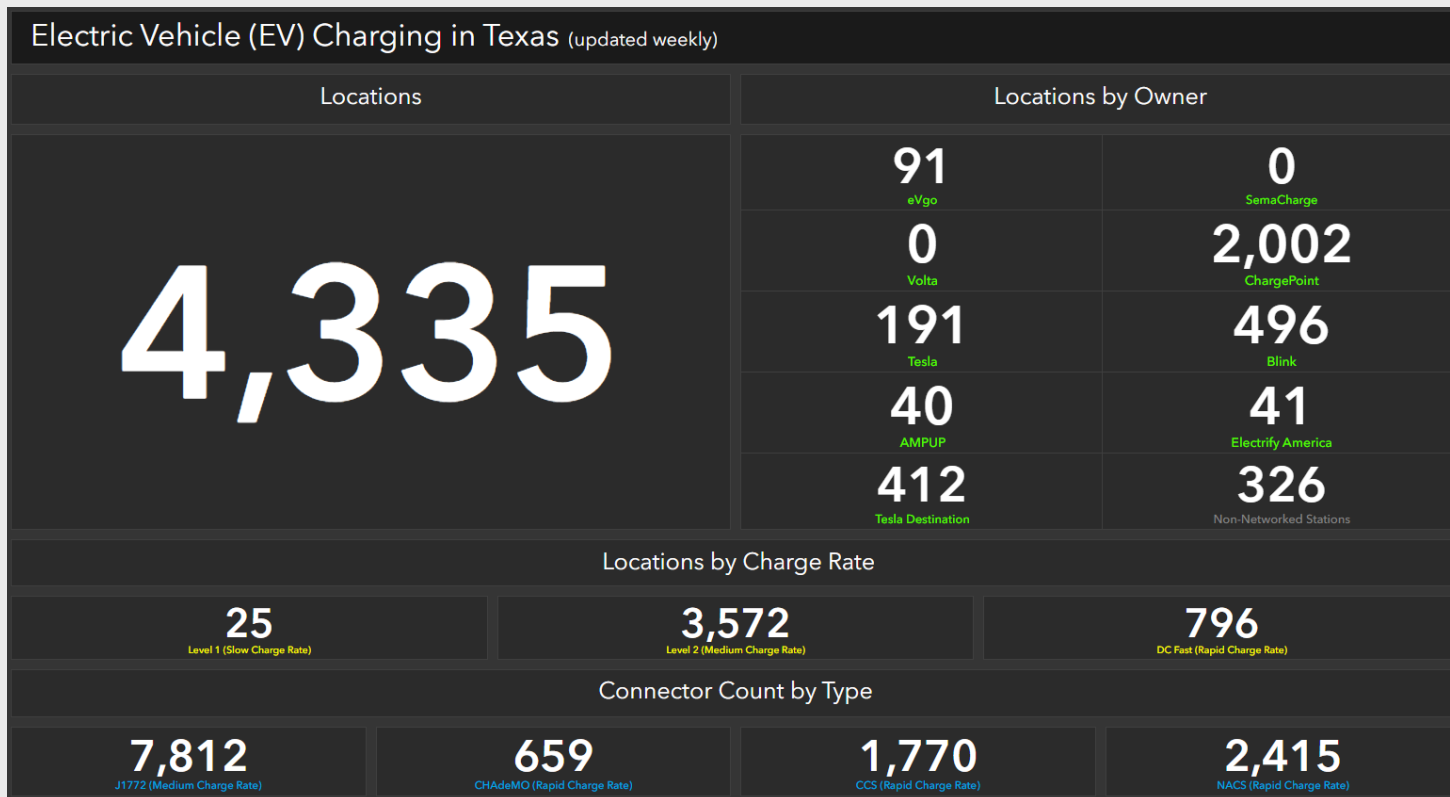 Electric Vehicle (EV) Charging in Texas (updated weekly)
Locations
4,335
Locations by Owner
91
eVgo
0
SemaCharge
0
Volta
2,002
ChargePoint
191
Tesla
496
Blink
40
AMPUP
41
Electrify America
412
Tesla Destination
326
Non-Networked Stations
Locations by Charge Rate
25
Level 1 (Slow Charge Rate)
3,572
Level 2 (Medium Charge Rate)
796
DC Fast (Rapid Charge Rate)
Connector Count by Type
7,812
J1772 (Medium Charge Rate)
659
CHAdeMO (Rapid Charge Rate)
1,770
CCS (Rapid Charge Rate)
2,415
NACS (Rapid Charge Rate)